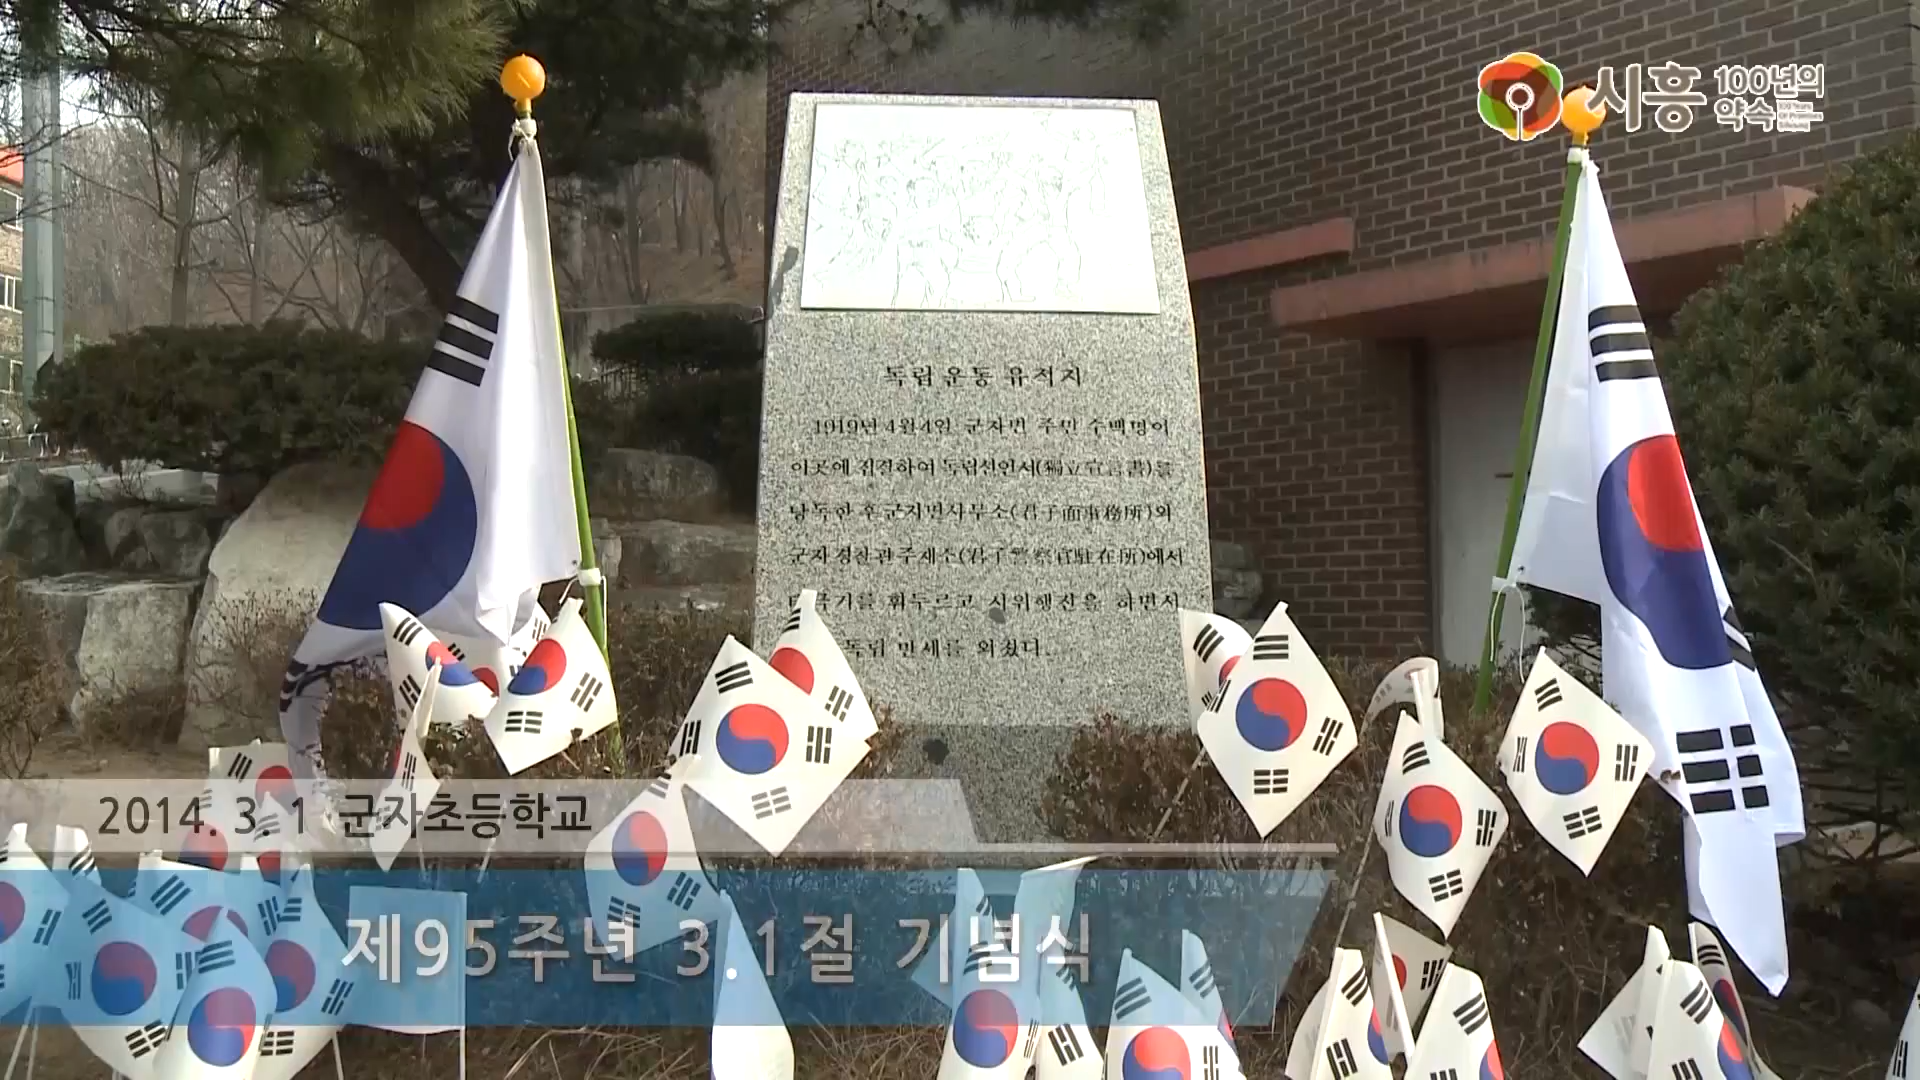 시흥 100년의
약속
독립운동 유적지
1919년 4월 4일 군자면 주민 수백명이
이곳에 집결하여 독립선언서(獨立宣言書)를
낭독한 후 군자면사무소(君子面事務所)와
군자경찰관주재소(君子警察官駐在所)에서
태극기를 휘두르고 시위행진을 하면서
독립 만세를 외쳤다.
2014. 3. 1 군자초등학교
제95주년 3.1절 기념식